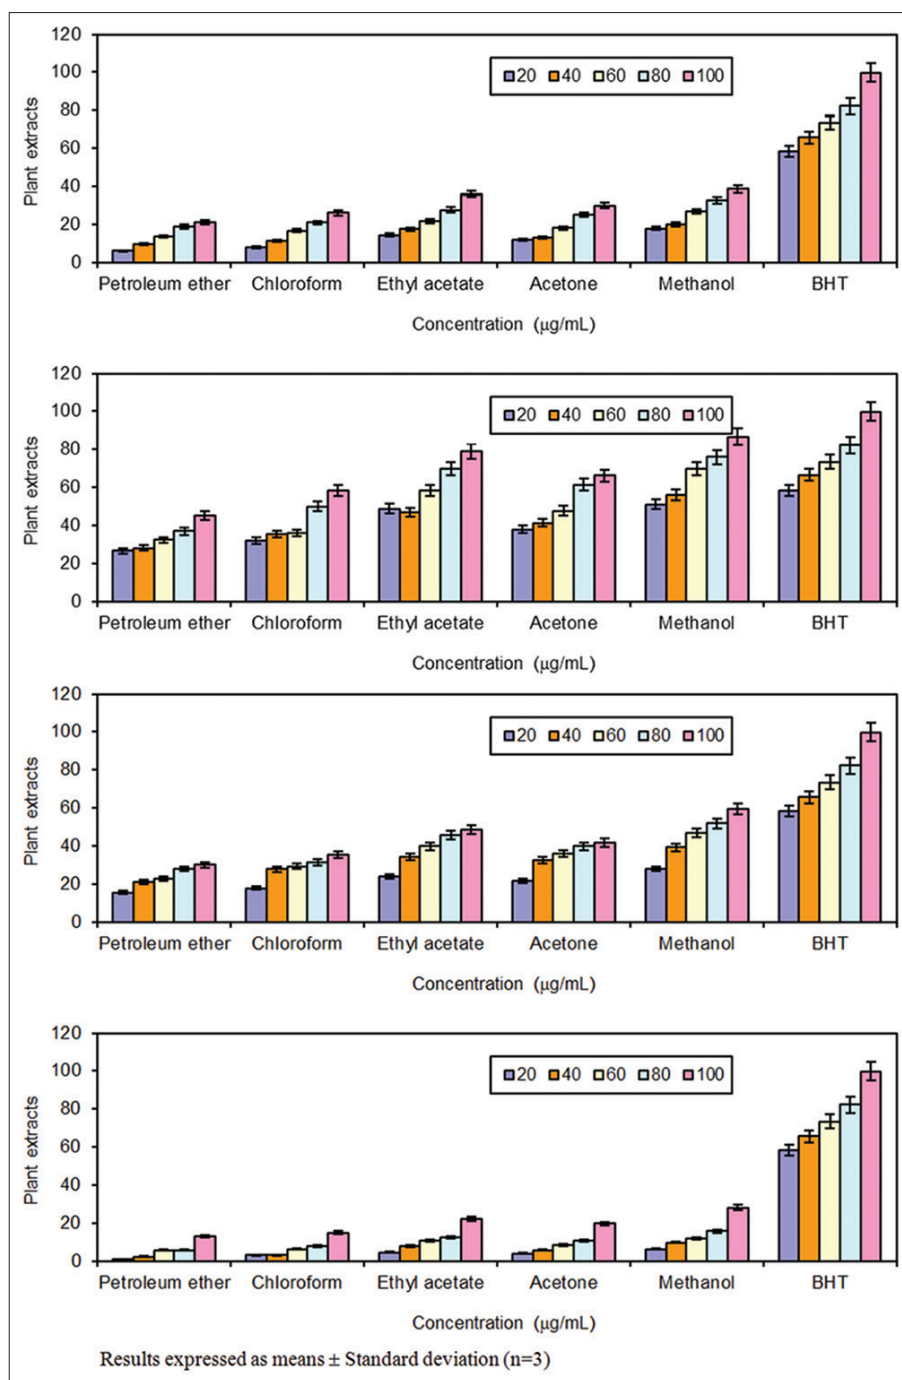 120
100
80
60
40
20
0
Plant extracts
20 40 60 80 100
Petroleum ether Chloroform Ethyl acetate Acetone Methanol BHT
Concentration (μg/mL)
120
100
80
60
40
20
0
Plant extracts
20 40 60 80 100
Petroleum ether Chloroform Ethyl acetate Acetone Methanol BHT
Concentration (μg/mL)
120
100
80
60
40
20
0
Plant extracts
20 40 60 80 100
Petroleum ether Chloroform Ethyl acetate Acetone Methanol BHT
Concentration (μg/mL)
120
100
80
60
40
20
0
Plant extracts
20 40 60 80 100
Petroleum ether Chloroform Ethyl acetate Acetone Methanol BHT
Concentration (μg/mL)
Results expressed as means ± Standard deviation (n=3)